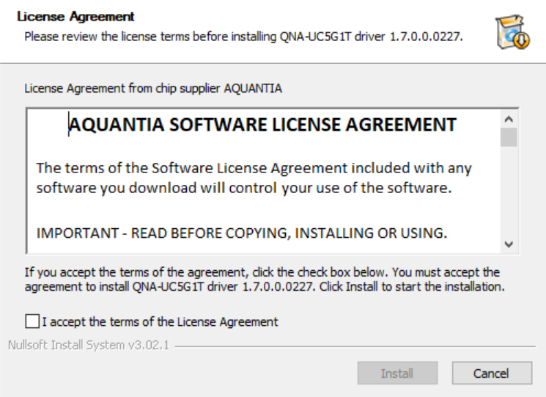 License Agreement
Please review the license terms before installing QNA-UC5G1T driver 1.7.0.0.0227.
License Agreement from chip supplier AQUANTIA
AQUANTIA SOFTWARE LICENSE AGREEMENT
The terms of the Software License Agreement included with any
software you download will control your use of the software.
IMPORTANT - READ BEFORE COPYING, INSTALLING OR USING.
If you accept the terms of the agreement, click the check box below. You must accept the
agreement to install QNA-UC5G1T driver 1.7.0.0.0227. Click Install to start the installation.
I accept the terms of the License Agreement
Nullsoft Install System v3.02.1
Install
Cancel